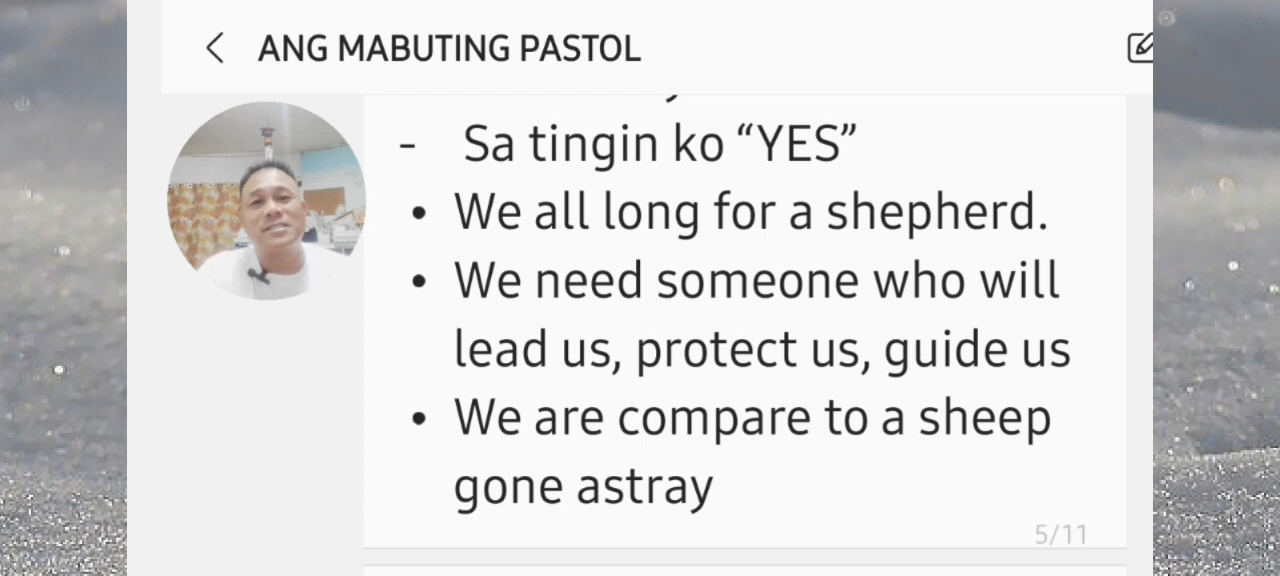 ANG MABUTING PASTOL
- Sa tingin ko “YES”
• We all long for a shepherd.
• We need someone who will
lead us, protect us, guide us
• We are compare to a sheep
gone astray
5/11